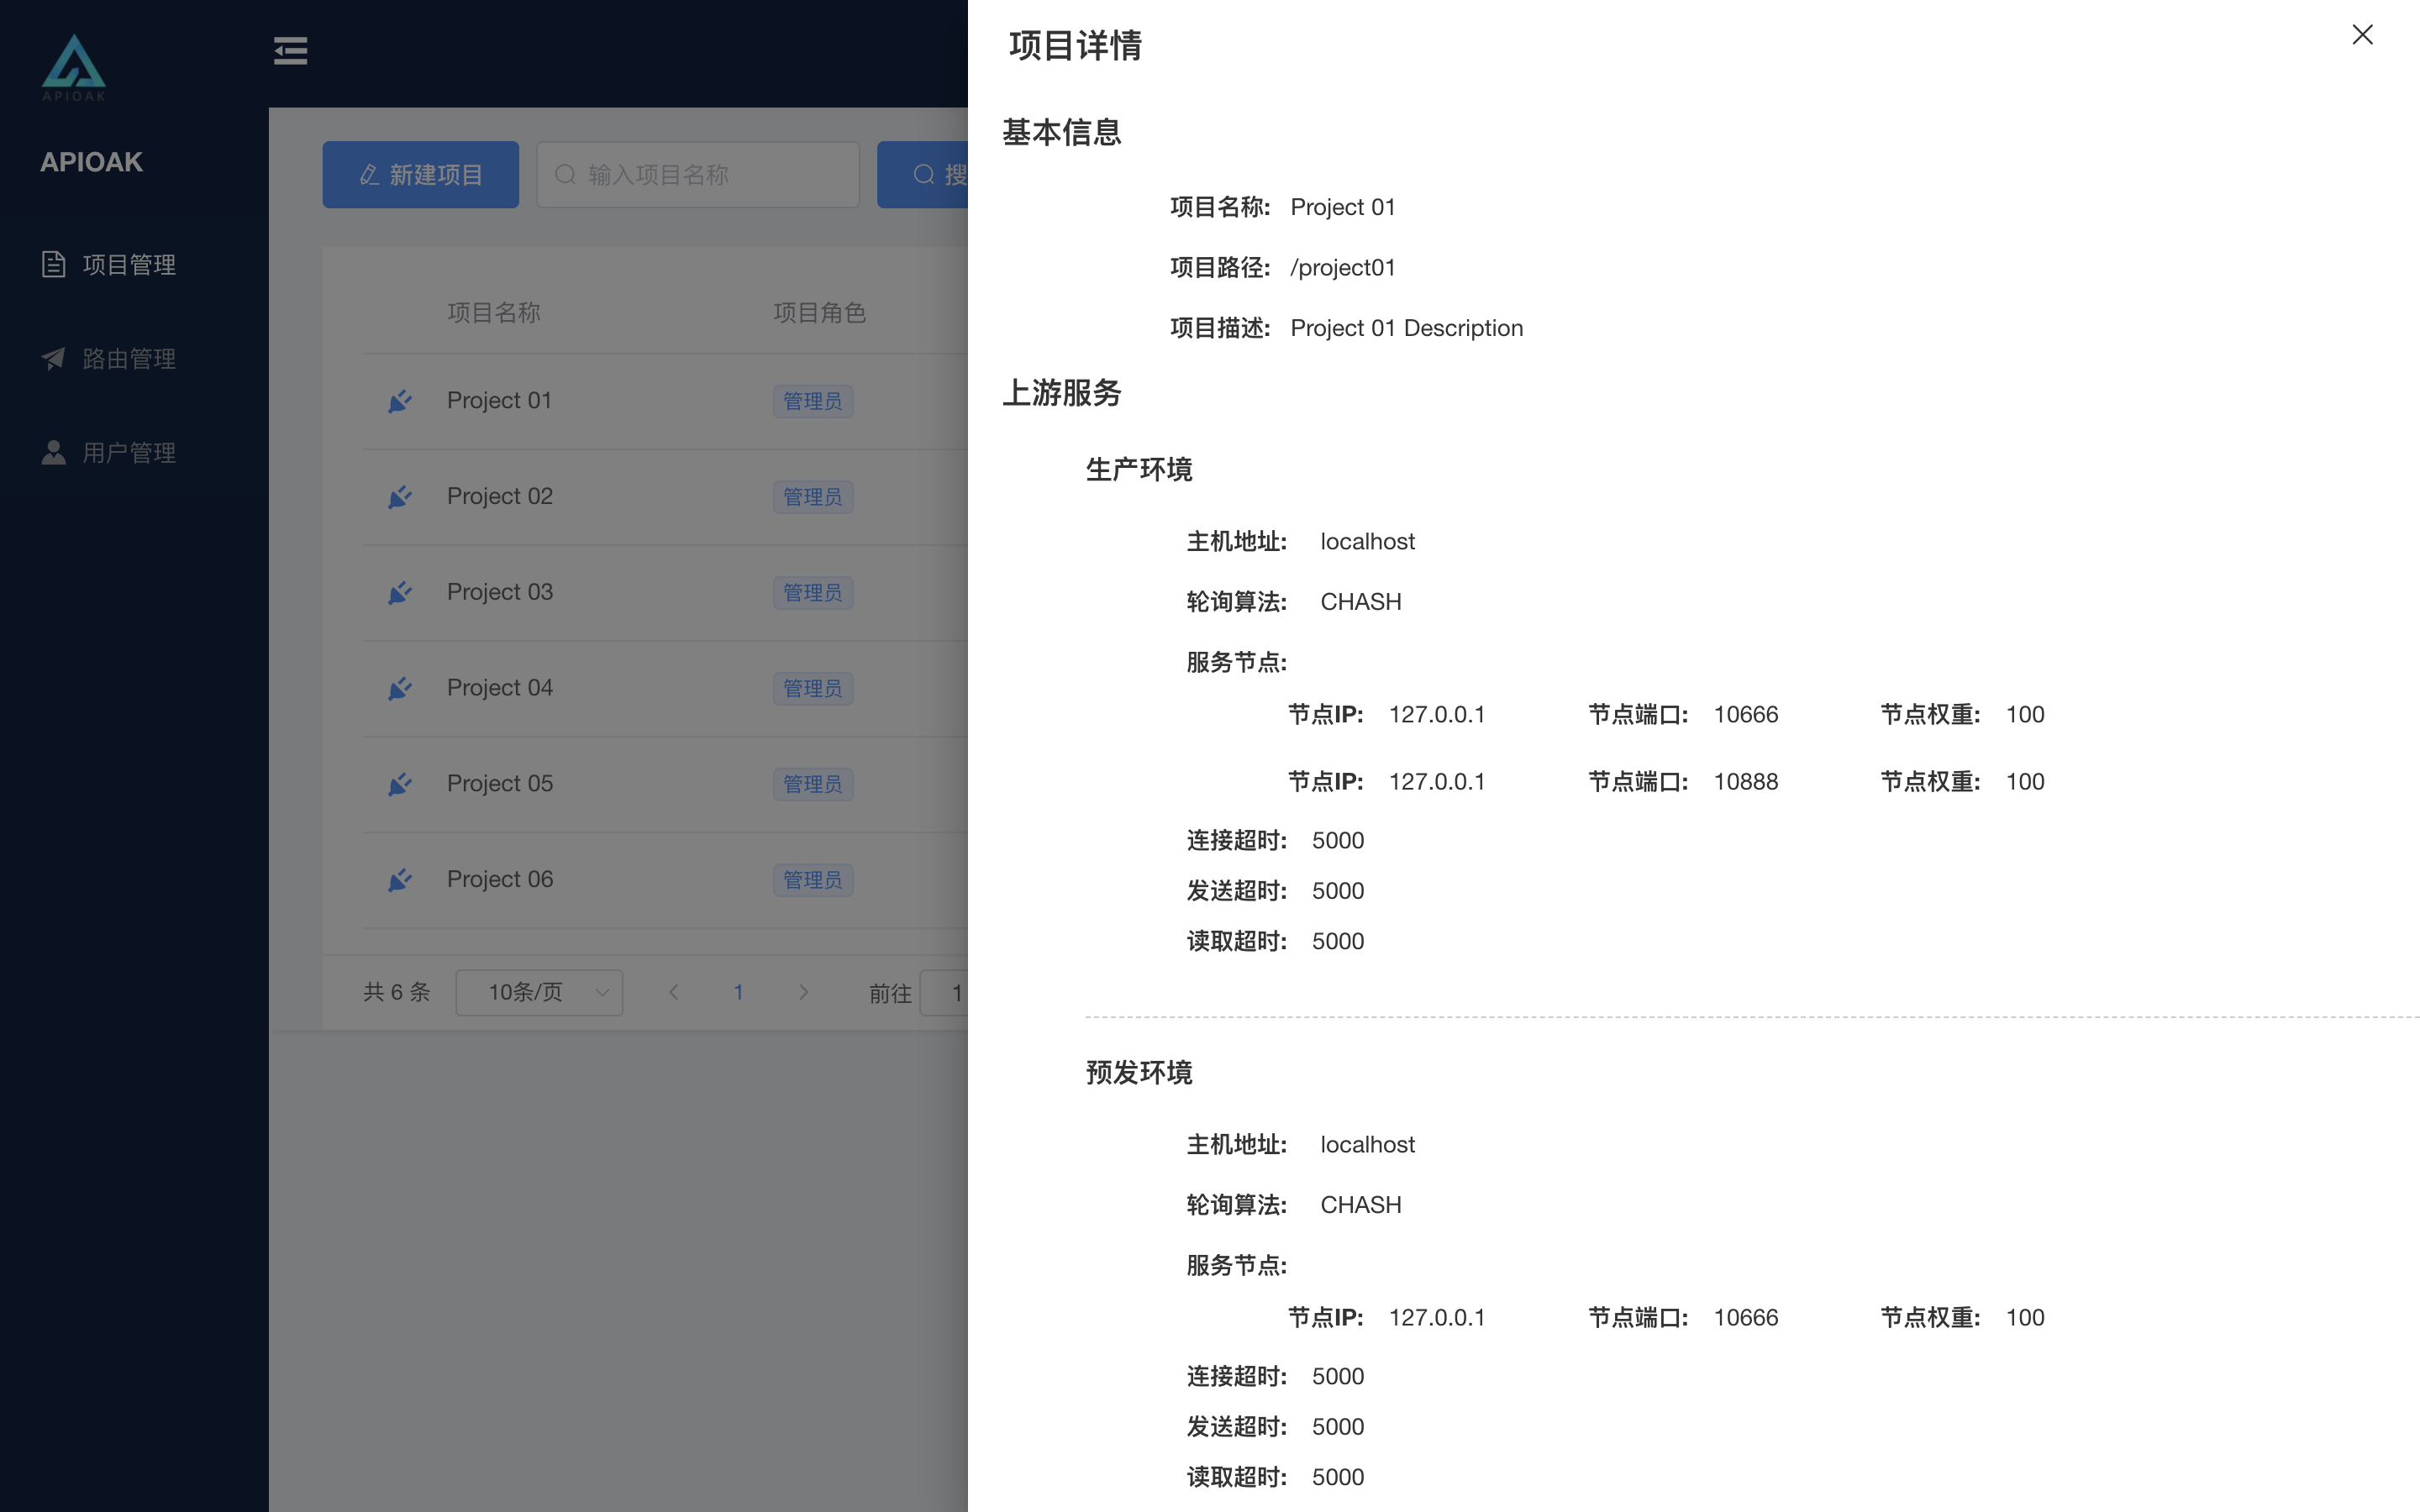 APIOAK
APIOAK
项目管理
路由管理
用户管理
新建项目
输入项目名称
搜
项目名称 项目角色
Project 01 管理员
Project 02 管理员
Project 03 管理员
Project 04 管理员
Project 05 管理员
Project 06 管理员
共 6 条 10条/页 1 前往 1
项目详情
基本信息
项目名称: Project 01
项目路径: /project01
项目描述: Project 01 Description
上游服务
生产环境
主机地址: localhost
轮询算法: CHASH
服务节点:
节点IP: 127.0.0.1 节点端口: 10666 节点权重: 100
节点IP: 127.0.0.1 节点端口: 10888 节点权重: 100
连接超时: 5000
发送超时: 5000
读取超时: 5000
预发环境
主机地址: localhost
轮询算法: CHASH
服务节点:
节点IP: 127.0.0.1 节点端口: 10666 节点权重: 100
连接超时: 5000
发送超时: 5000
读取超时: 5000